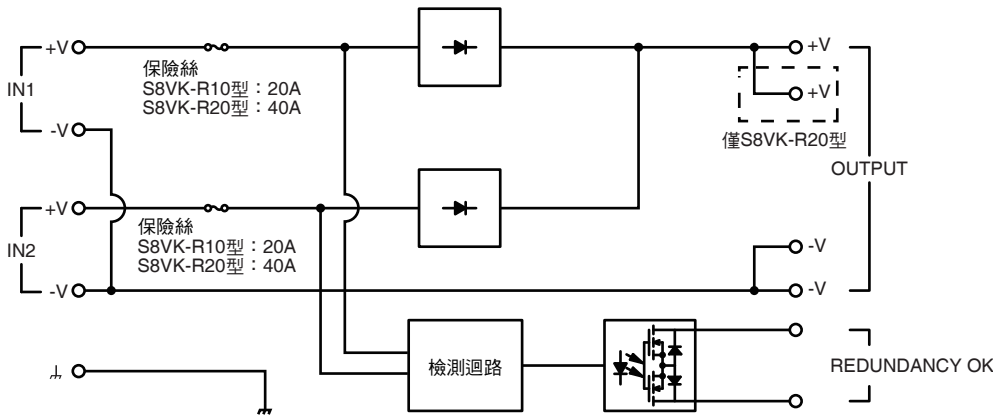 IN1
+V
-V
保險絲
S8VK-R10型：20A
S8VK-R20型：40A
+V
+V
僅S8VK-R20型
OUTPUT
IN2
+V
-V
保險絲
S8VK-R10型：20A
S8VK-R20型：40A
-V
-V
檢測迴路
REDUNDANCY OK